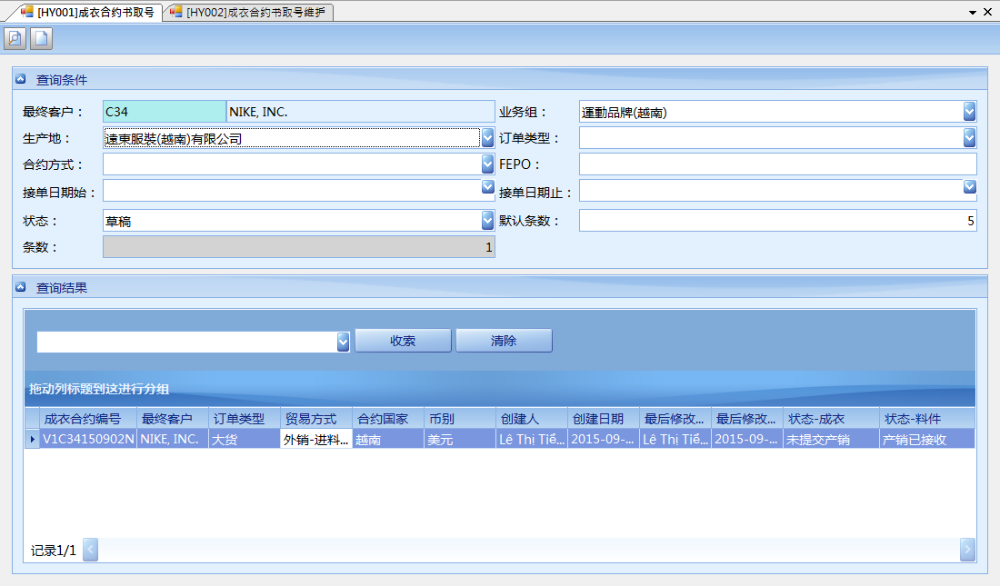 [HY001]成衣合约书取号 [HY002]成衣合约书取号维护
查询条件
最终客户： C34 NIKE, INC. 业务组： 運動品牌(越南)
生产地： 遠東服裝(越南)有限公司 订单类型：
合约方式： FEPO：
接单日期始： 接单日期止：
状态： 草稿 默认条数： 5
条数： 1
查询结果
收索 清除
拖动列标题到这进行分组
成衣合约编号 最终客户 订单类型 贸易方式 合约国家 币别 创建人 创建日期 最后修改... 最后修改... 状态-成衣 状态-料件
V1C34150902N NIKE, INC. 大货 外销-进料... 越南 美元 Lê Thị Tiể... 2015-09-... Lê Thị Tiể... 2015-09-... 未提交产销 产销已接收
记录1/1